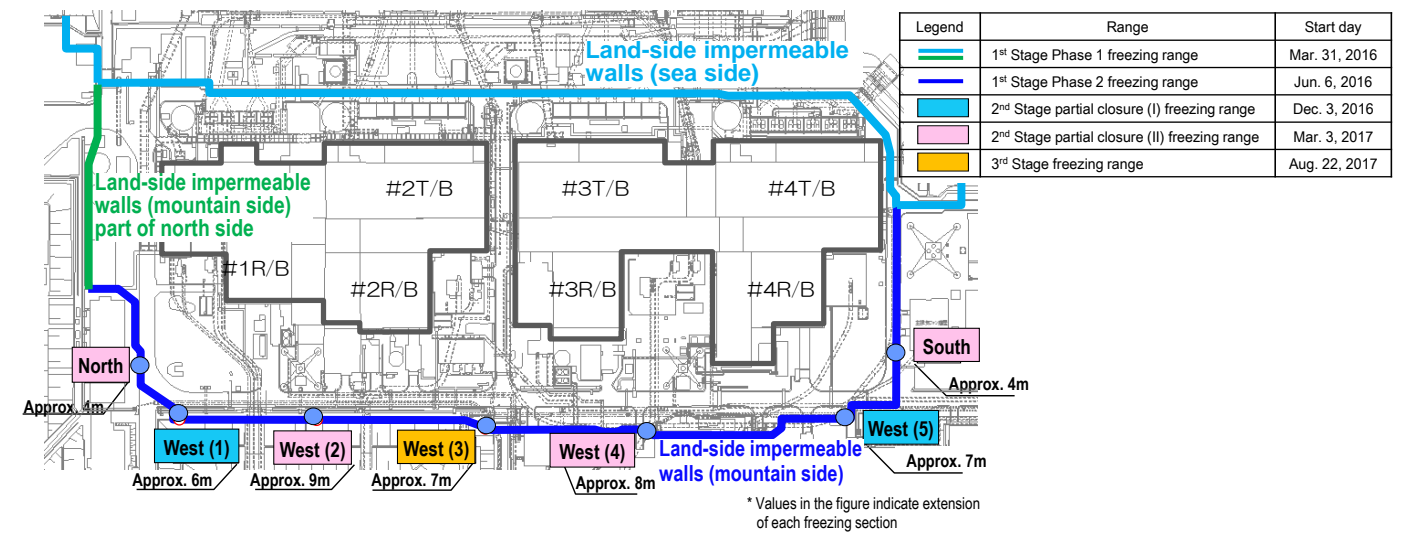 Land-side impermeable
walls (sea side)
Legend Range Start day
1st Stage Phase 1 freezing range Mar. 31, 2016
1st Stage Phase 2 freezing range Jun. 6, 2016
2nd Stage partial closure (I) freezing range Dec. 3, 2016
2nd Stage partial closure (II) freezing range Mar. 3, 2017
3rd Stage freezing range Aug. 22, 2017
#2T/B
#3T/B
#4T/B
Land-side impermeable
walls (mountain side)
part of north side
#1R/B
#2R/B
#3R/B
#4R/B
North
Approx. 4m
South
Approx. 4m
West (1)
Approx. 6m
West (2)
Approx. 9m
West (3)
Approx. 7m
West (4)
Approx. 8m
Land-side impermeable
walls (mountain side)
West (5)
Approx. 7m
* Values in the figure indicate extension
of each freezing section